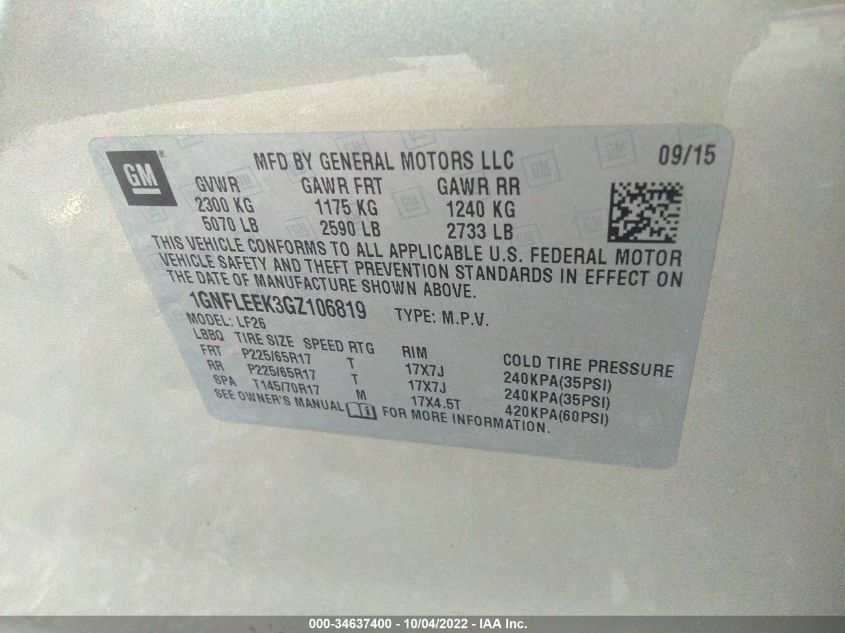 GM
MFD BY GENERAL MOTORS LLC 09/15
GVWR GAWR FRT GAWR RR
2300 KG 1175 KG 1240 KG
5070 LB 2590 LB 2733 LB
THIS VEHICLE CONFORMS TO ALL APPLICABLE U.S. FEDERAL MOTOR
VEHICLE SAFETY AND THEFT PREVENTION STANDARDS IN EFFECT ON
THE DATE OF MANUFACTURE SHOWN ABOVE.
1GNFLEEK3GZ106819 TYPE: M.P.V.
MODEL: LF26
LBBQ TIRE SIZE SPEED RTG RIM COLD TIRE PRESSURE
FRT P225/65R17 T 17X7J 240KPA(35PSI)
RR P225/65R17 T 17X7J 240KPA(35PSI)
SPA T145/70R17 M 17X4.5T 420KPA(60PSI)
SEE OWNER'S MANUAL FOR MORE INFORMATION.
000-34637400 - 10/04/2022 - IAA Inc.